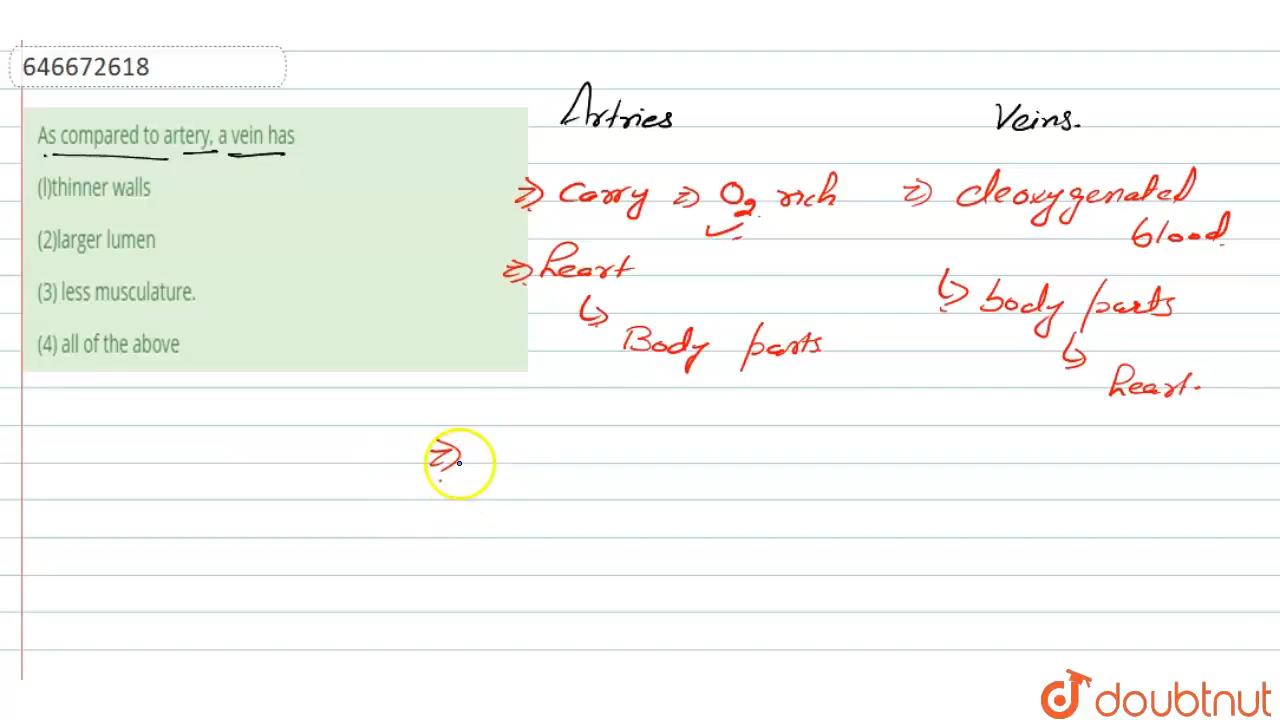 646672618
As compared to artery, a vein has
(l)thinner walls
(2)larger lumen
(3) less musculature.
(4) all of the above
Artries
⇒ Carry ⇒ O2 rich
⇒ heart
↳ Body parts
Veins.
⇒ deoxygenated
blood.
↳ body parts
↳ heart.
⇒
doubtnut